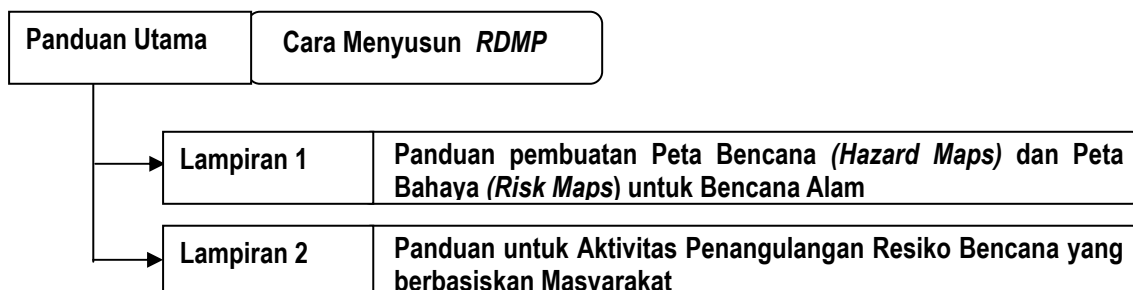 Panduan Utama
Cara Menyusun RDMP
Lampiran 1
Panduan pembuatan Peta Bencana (Hazard Maps) dan Peta
Bahaya (Risk Maps) untuk Bencana Alam
Lampiran 2
Panduan untuk Aktivitas Penangulangan Resiko Bencana yang
berbasiskan Masyarakat